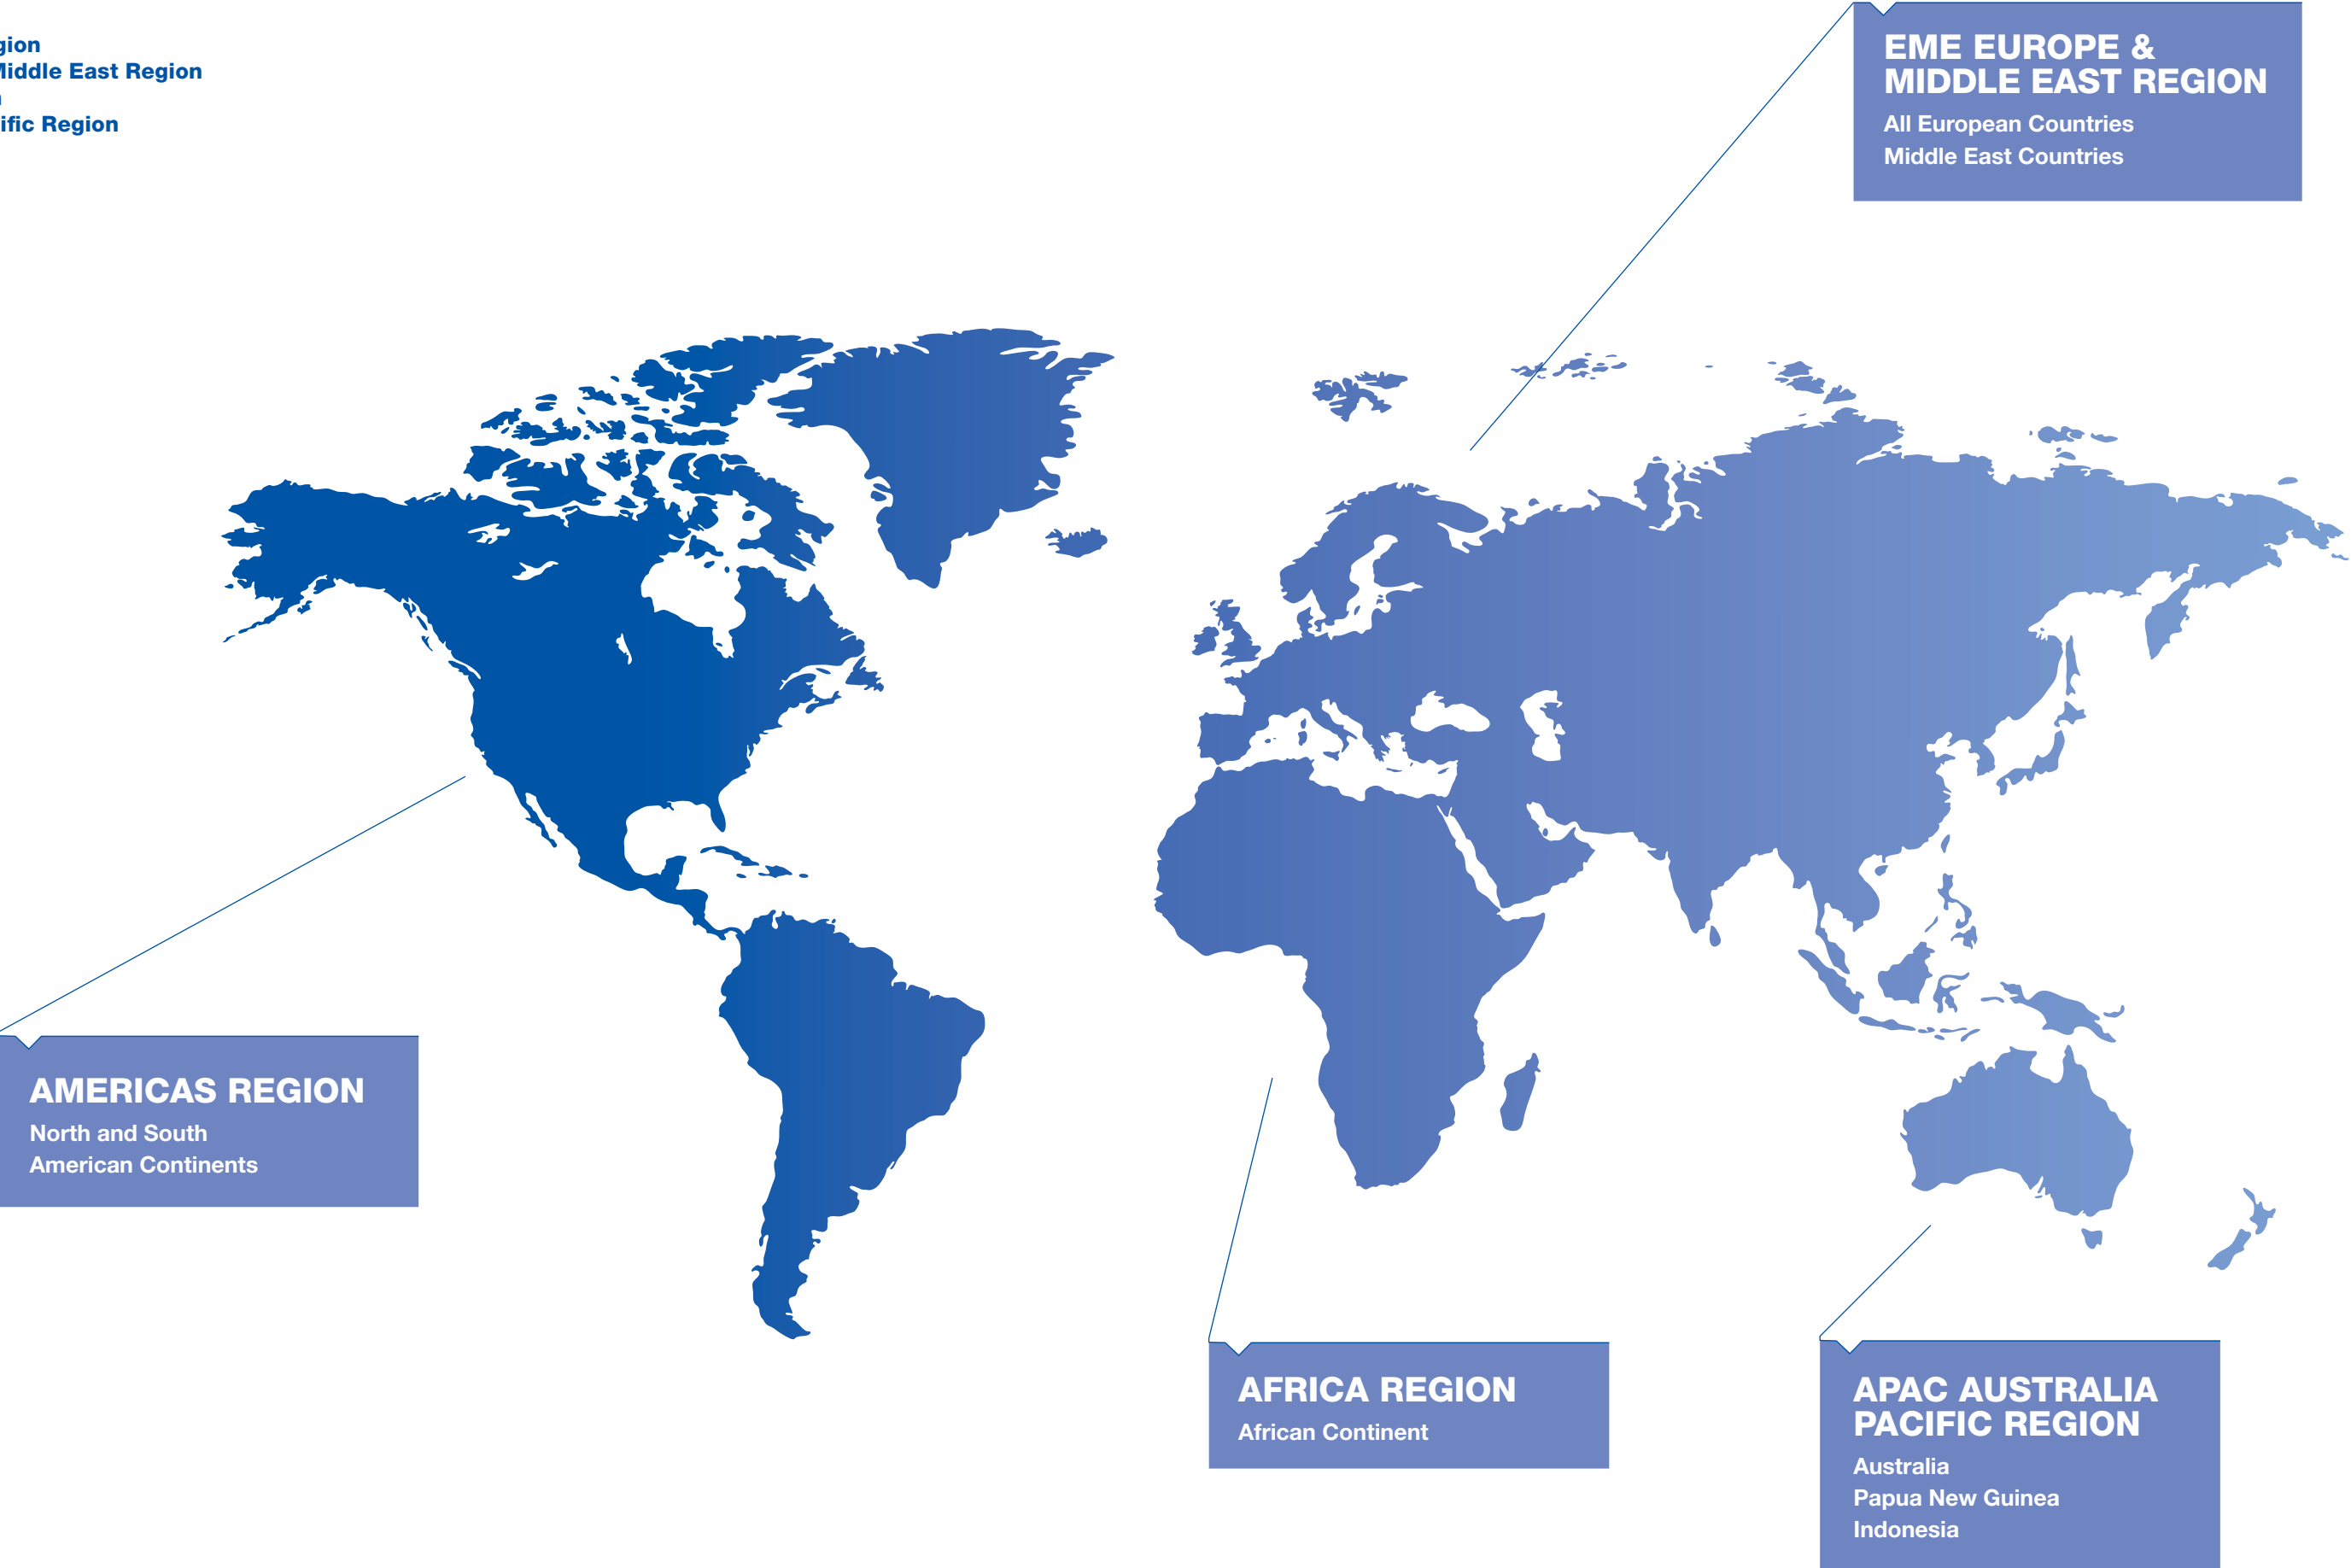 gion
Middle East Region
ific Region
EME EUROPE &
MIDDLE EAST REGION
All European Countries
Middle East Countries
AMERICAS REGION
North and South
American Continents
AFRICA REGION
African Continent
APAC AUSTRALIA
PACIFIC REGION
Australia
Papua New Guinea
Indonesia